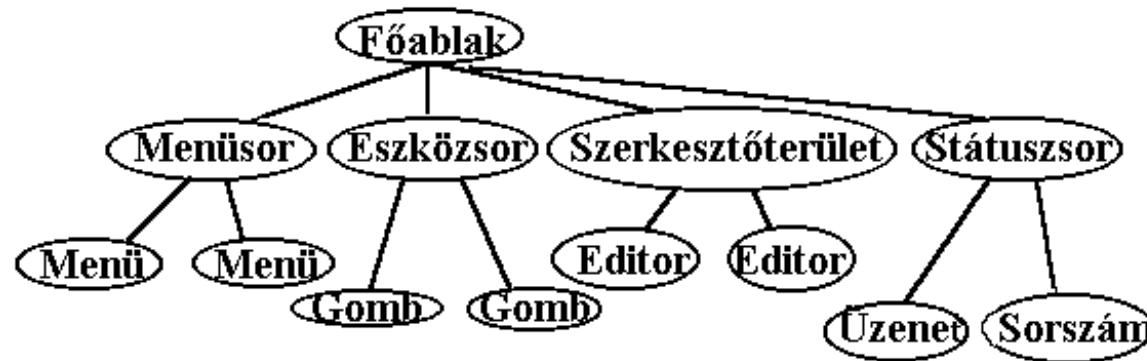 Főablak
Menüsor Eszközsor Szerkesztőterület Státuszsor
Menü Menü Editor Editor
Gomb Gomb
Üzenet Sorszám